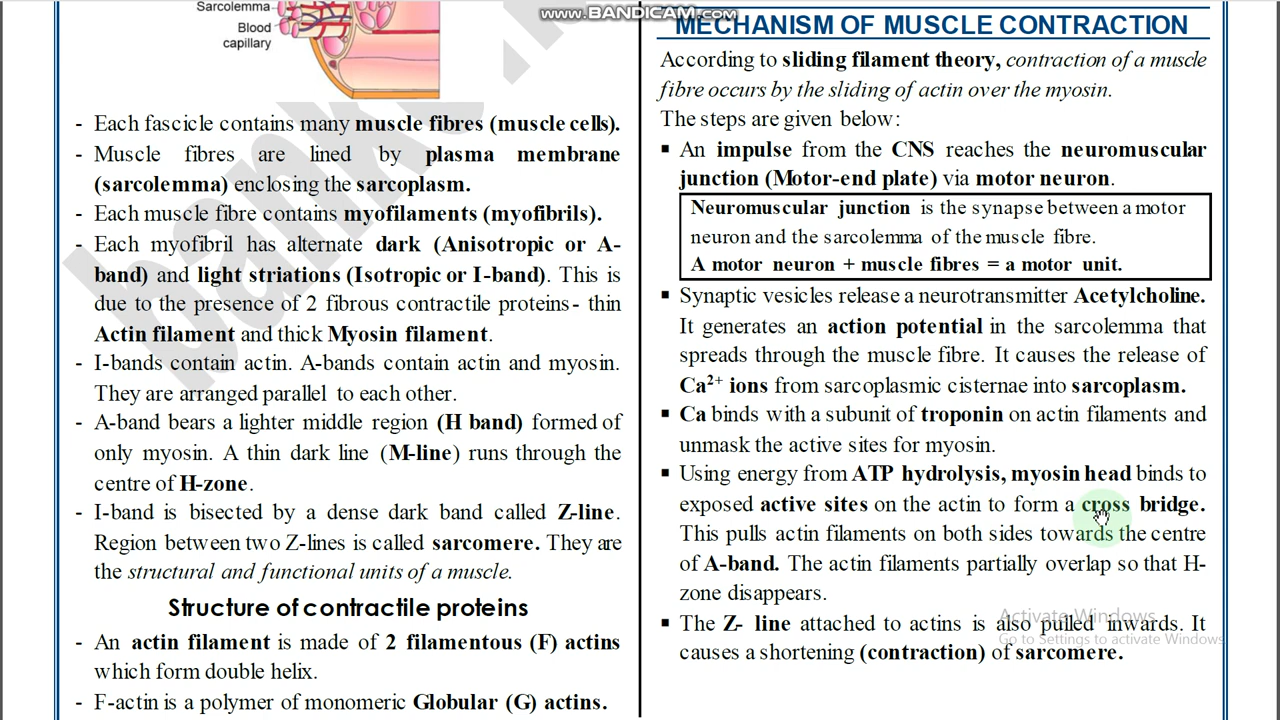 www.BANDICAM.com
Sarcolemma
Blood
capillary
- Each fascicle contains many muscle fibres (muscle cells).
- Muscle fibres are lined by plasma membrane
(sarcolemma) enclosing the sarcoplasm.
- Each muscle fibre contains myofilaments (myofibrils).
- Each myofibril has alternate dark (Anisotropic or A-
band) and light striations (Isotropic or I-band). This is
due to the presence of 2 fibrous contractile proteins- thin
Actin filament and thick Myosin filament.
- I-bands contain actin. A-bands contain actin and myosin.
They are arranged parallel to each other.
- A-band bears a lighter middle region (H band) formed of
only myosin. A thin dark line (M-line) runs through the
centre of H-zone.
- I-band is bisected by a dense dark band called Z-line.
Region between two Z-lines is called sarcomere. They are
the structural and functional units of a muscle.
Structure of contractile proteins
- An actin filament is made of 2 filamentous (F) actins
which form double helix.
- F-actin is a polymer of monomeric Globular (G) actins.
MECHANISM OF MUSCLE CONTRACTION
According to sliding filament theory, contraction of a muscle
fibre occurs by the sliding of actin over the myosin.
The steps are given below:
▪ An impulse from the CNS reaches the neuromuscular
junction (Motor-end plate) via motor neuron.
Neuromuscular junction is the synapse between a motor
neuron and the sarcolemma of the muscle fibre.
A motor neuron + muscle fibres = a motor unit.
▪ Synaptic vesicles release a neurotransmitter Acetylcholine.
It generates an action potential in the sarcolemma that
spreads through the muscle fibre. It causes the release of
Ca²⁺ ions from sarcoplasmic cisternae into sarcoplasm.
▪ Ca binds with a subunit of troponin on actin filaments and
unmask the active sites for myosin.
▪ Using energy from ATP hydrolysis, myosin head binds to
exposed active sites on the actin to form a cross bridge.
This pulls actin filaments on both sides towards the centre
of A-band. The actin filaments partially overlap so that H-
zone disappears.
▪ The Z- line attached to actins is also pulled inwards. It
causes a shortening (contraction) of sarcomere.
Activate Windows
Go to Settings to activate Windows